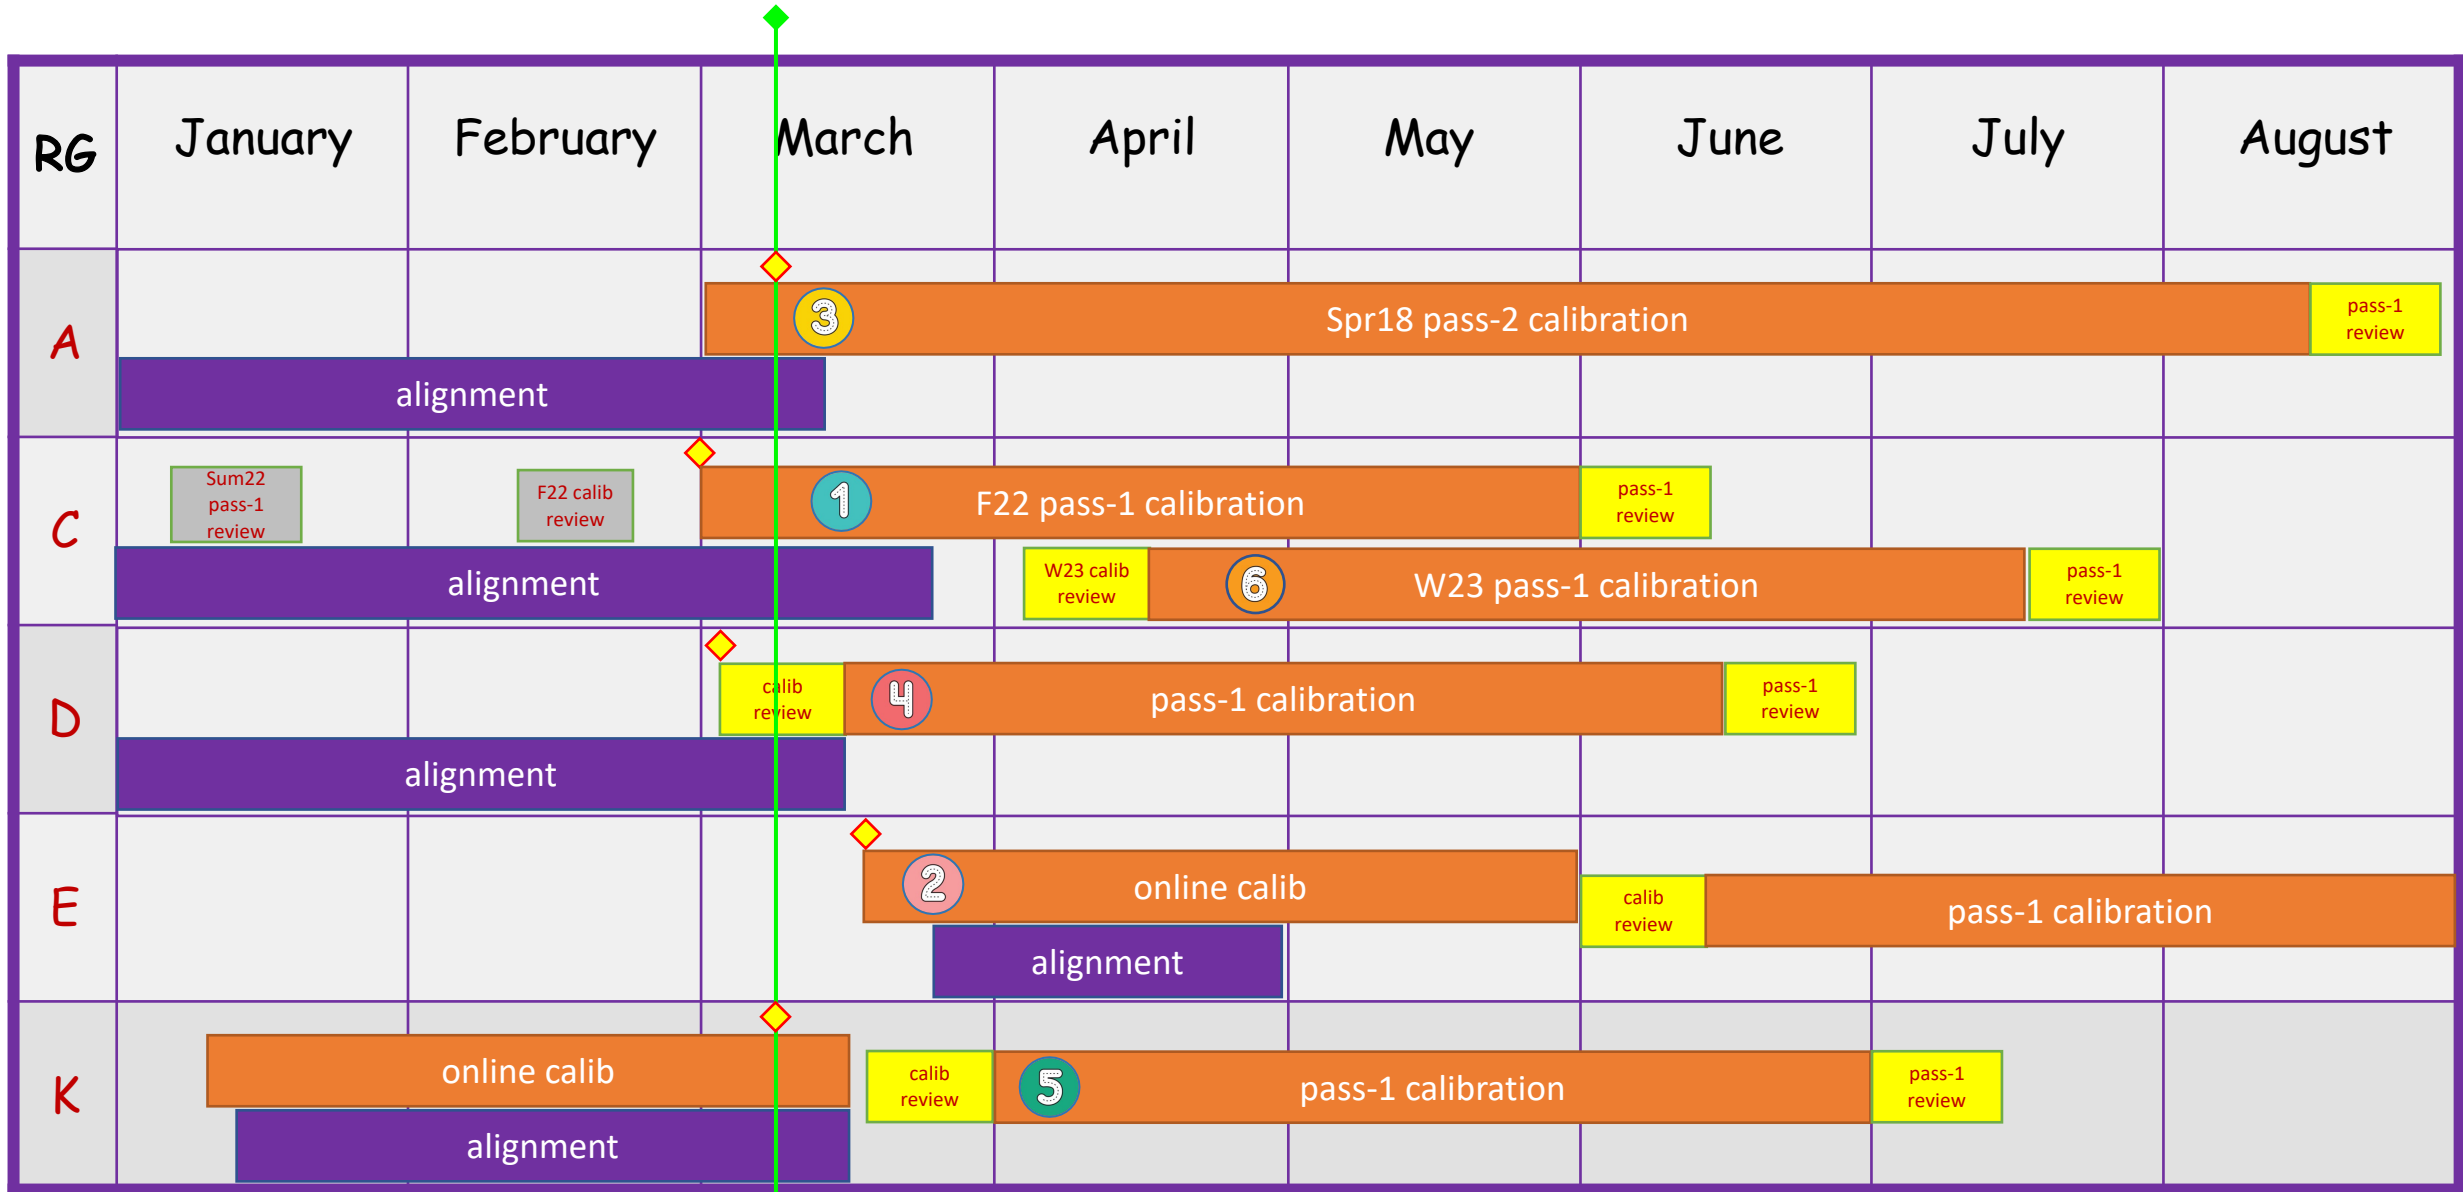 RG
January
February
March
April
May
June
July
August
A
3
Spr18 pass-2 calibration
pass-1
review
alignment
C
Sum22
pass-1
review
F22 calib
review
1
F22 pass-1 calibration
pass-1
review
alignment
W23 calib
review
6
W23 pass-1 calibration
pass-1
review
D
calib
review
4
pass-1 calibration
pass-1
review
alignment
E
2
online calib
calib
review
pass-1 calibration
alignment
K
online calib
calib
review
5
pass-1 calibration
pass-1
review
alignment